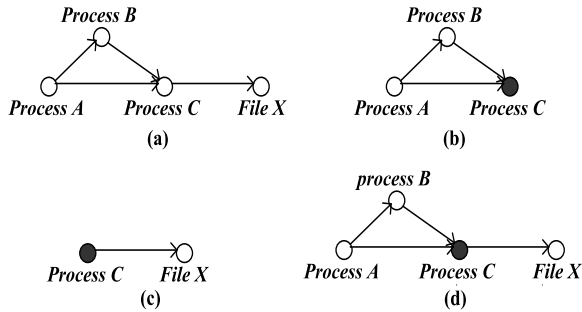 Process B
Process A Process C File X
(a)
Process B
Process A Process C
(b)
Process C File X
(c)
process B
Process A Process C File X
(d)